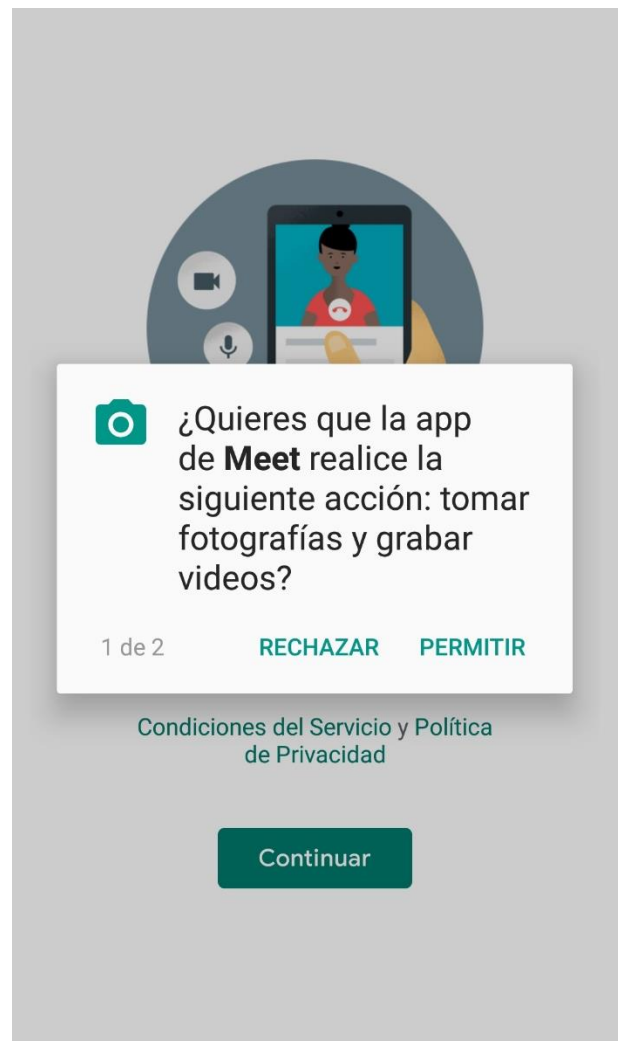 ¿Quieres que la app
de Meet realice la
siguiente acción: tomar
fotografías y grabar
videos?
1 de 2 RECHAZAR PERMITIR
Condiciones del Servicio y Política
de Privacidad
Continuar